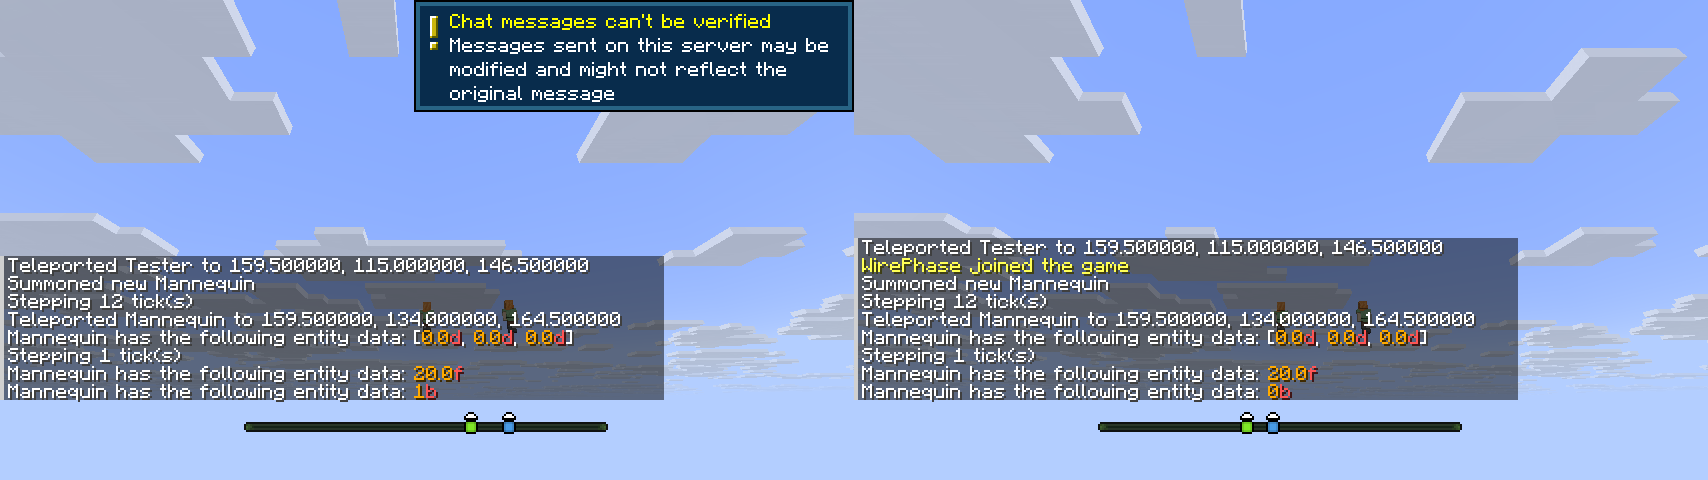 Chat messages can't be verified
Messages sent on this server may be
modified and might not reflect the
original message
Teleported Tester to 159.500000, 115.000000, 146.500000
Summoned new Mannequin
Stepping 12 tick(s)
Teleported Mannequin to 159.500000, 134.000000, 164.500000
Mannequin has the following entity data: [0.0d, 0.0d, 0.0d]
Stepping 1 tick(s)
Mannequin has the following entity data: 20.0f
Mannequin has the following entity data: 1b
Teleported Tester to 159.500000, 115.000000, 146.500000
WirePhase joined the game
Summoned new Mannequin
Stepping 12 tick(s)
Teleported Mannequin to 159.500000, 134.000000, 164.500000
Mannequin has the following entity data: [0.0d, 0.0d, 0.0d]
Stepping 1 tick(s)
Mannequin has the following entity data: 20.0f
Mannequin has the following entity data: 0b